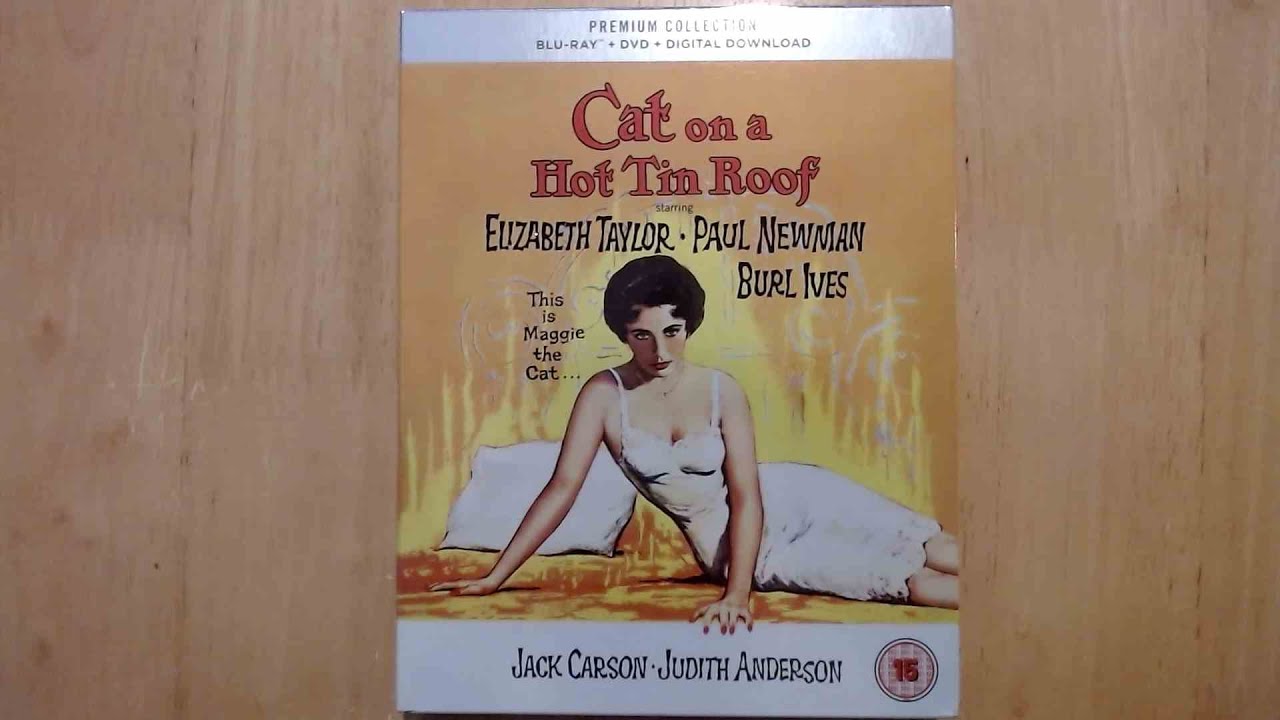 PREMIUM COLLECTION
BLU-RAY™ + DVD + DIGITAL DOWNLOAD
Cat on a
Hot Tin Roof
starring
ELIZABETH TAYLOR · PAUL NEWMAN
BURL IVES
This
is
Maggie
the
Cat...
JACK CARSON · JUDITH ANDERSON
15